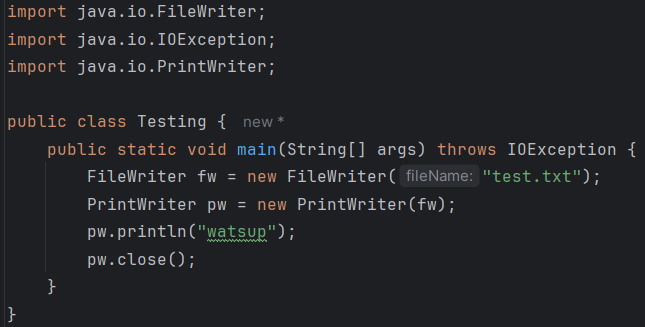 import java.io.FileWriter;
import java.io.IOException;
import java.io.PrintWriter;

public class Testing { new *
    public static void main(String[] args) throws IOException {
        FileWriter fw = new FileWriter( fileName: "test.txt");
        PrintWriter pw = new PrintWriter(fw);
        pw.println("watsup");
        pw.close();
    }
}